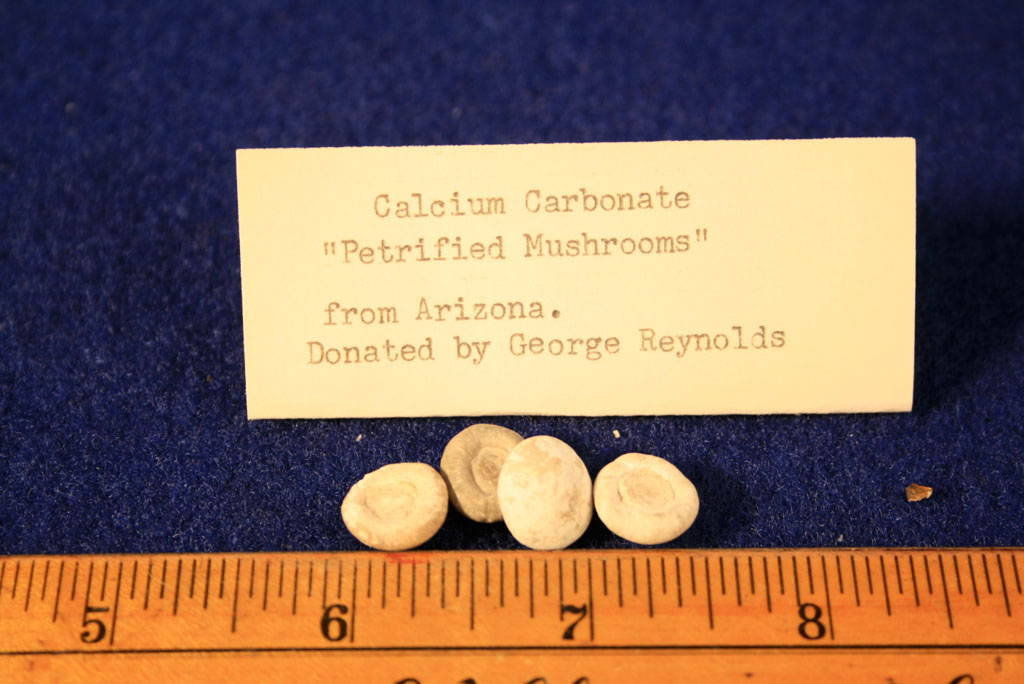 Calcium Carbonate
"Petrified Mushrooms"
from Arizona.
Donated by George Reynolds
5 6 7 8